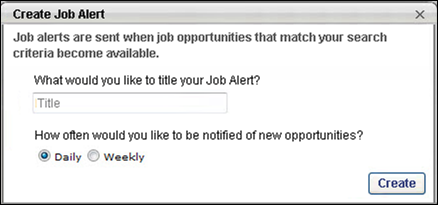 Create Job Alert
Job alerts are sent when job opportunities that match your search
criteria become available.
What would you like to title your Job Alert?
Title
How often would you like to be notified of new opportunities?
Daily Weekly
Create